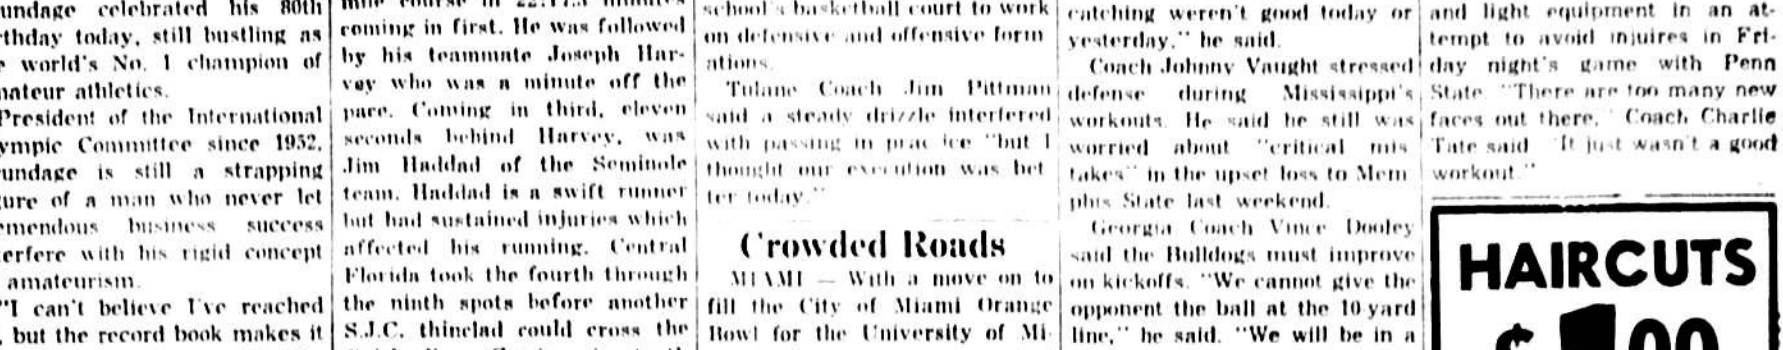 undage celebrated his 80th
rthday today, still bustling as
world's No. 1 champion of
nateur athletics.
President of the International
ympic Committee since 1952,
undage is still a strapping
ure of a man who never let
emendous business success
erfere with his rigid concept
amateurism.
"I can't believe I've reached
, but the record book makes it
mile course in 22:17.5 minutes
coming in first. He was followed
by his teammate Joseph Har-
vey who was a minute off the
pace. Coming in third, eleven
seconds behind Harvey, was
Jim Haddad of the Seminole
team. Haddad is a swift runner
but had sustained injuries which
affected his running. Central
Florida took the fourth through
the ninth spots before another
S.J.C. thinclad could cross the
school's basketball court to work
on defensive and offensive form
ations.
Tulane Coach Jim Pittman
said a steady drizzle interfered
with passing in prac ice "but I
thought our execution was bet
ter today."
Crowded Roads
MIAMI — With a move on to
fill the City of Miami Orange
Bowl for the University of Mi-
catching weren't good today or
yesterday," he said.
Coach Johnny Vaught stressed
defense during Mississippi's
workouts. He said he still was
worried about "critical mis
takes" in the upset loss to Mem
phis State last weekend.
Georgia Coach Vince Dooley
said the Bulldogs must improve
on kickoffs. "We cannot give the
opponent the ball at the 10 yard
line," he said. "We will be in a
and light equipment in an at-
tempt to avoid injuires in Fri-
day night's game with Penn
State. "There are too many new
faces out there," Coach Charlie
Tate said "It just wasn't a good
workout."
HAIRCUTS
$1.00